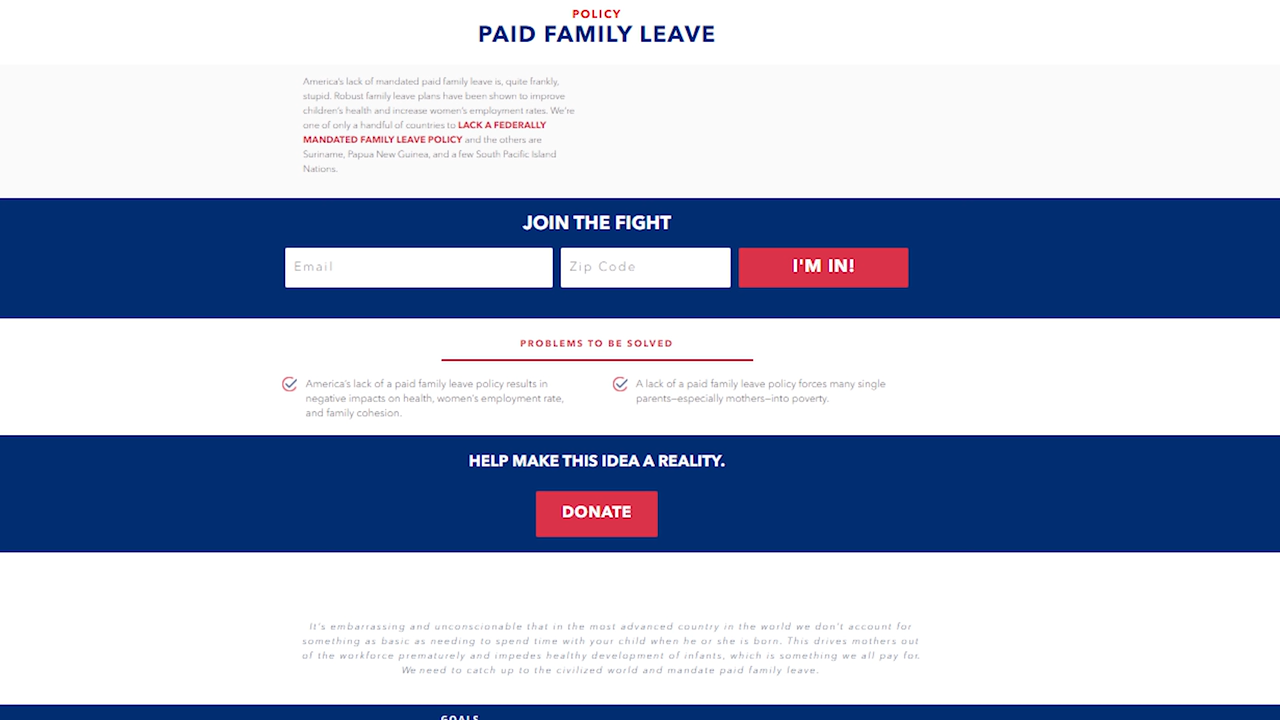 POLICY
PAID FAMILY LEAVE
America's lack of mandated paid family leave is, quite frankly,
stupid. Robust family leave plans have been shown to improve
children's health and increase women's employment rates. We're
one of only a handful of countries to LACK A FEDERALLY
MANDATED FAMILY LEAVE POLICY and the others are
Suriname, Papua New Guinea, and a few South Pacific Island
Nations.
JOIN THE FIGHT
Email
Zip Code
I'M IN!
PROBLEMS TO BE SOLVED
America's lack of a paid family leave policy results in
negative impacts on health, women's employment rate,
and family cohesion.
A lack of a paid family leave policy forces many single
parents—especially mothers—into poverty.
HELP MAKE THIS IDEA A REALITY.
DONATE
It's embarrassing and unconscionable that in the most advanced country in the world we don't account for
something as basic as needing to spend time with your child when he or she is born. This drives mothers out
of the workforce prematurely and impedes healthy development of infants, which is something we all pay for.
We need to catch up to the civilized world and mandate paid family leave.
GOALS